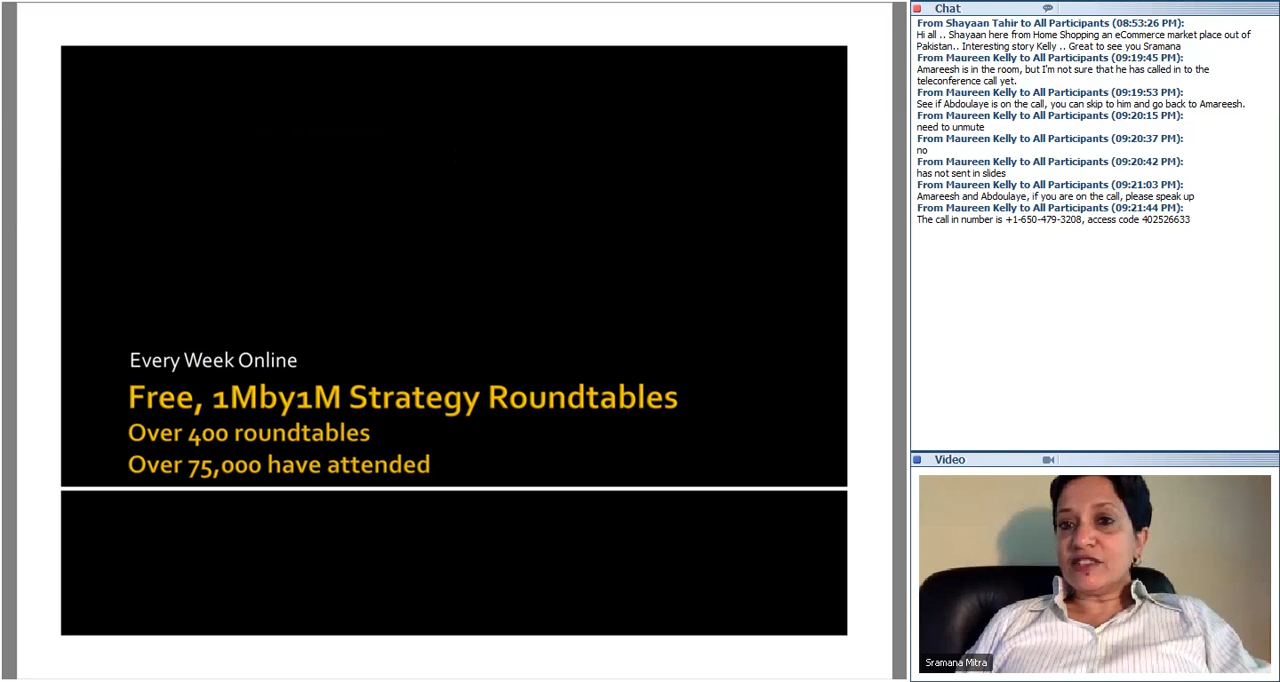 Every Week Online
Free, 1Mby1M Strategy Roundtables
Over 400 roundtables
Over 75,000 have attended
Chat
From Shayaan Tahir to All Participants (08:53:26 PM):
Hi all .. Shayaan here from Home Shopping an eCommerce market place out of
Pakistan.. Interesting story Kelly .. Great to see you Sramana
From Maureen Kelly to All Participants (09:19:45 PM):
Amareesh is in the room, but I'm not sure that he has called in to the
teleconference call yet.
From Maureen Kelly to All Participants (09:19:53 PM):
See if Abdoulaye is on the call, you can skip to him and go back to Amareesh.
From Maureen Kelly to All Participants (09:20:15 PM):
need to unmute
From Maureen Kelly to All Participants (09:20:37 PM):
no
From Maureen Kelly to All Participants (09:20:42 PM):
has not sent in slides
From Maureen Kelly to All Participants (09:21:03 PM):
Amareesh and Abdoulaye, if you are on the call, please speak up
From Maureen Kelly to All Participants (09:21:44 PM):
The call in number is +1-650-479-3208, access code 402526633
Video
Sramana Mitra